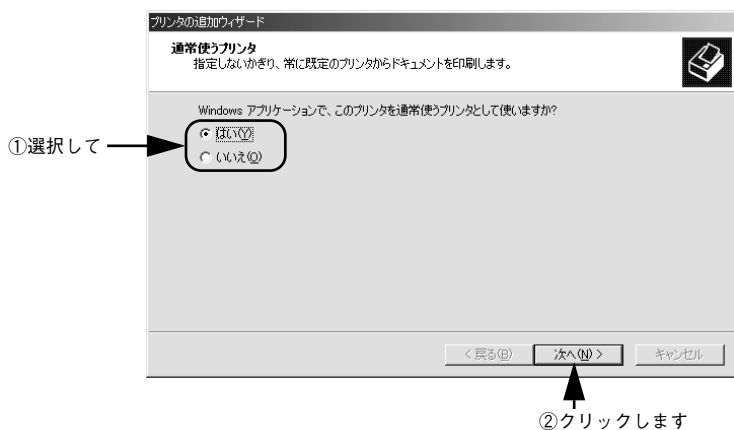 プリンタの追加ウィザード
通常使うプリンタ
指定しないかぎり、常に既定のプリンタからドキュメントを印刷します。
Windows アプリケーションで、このプリンタを通常使うプリンタとして使いますか?
①選択して
はい(Y)
いいえ(O)
< 戻る(B)
次へ(N) >
キャンセル
②クリックします